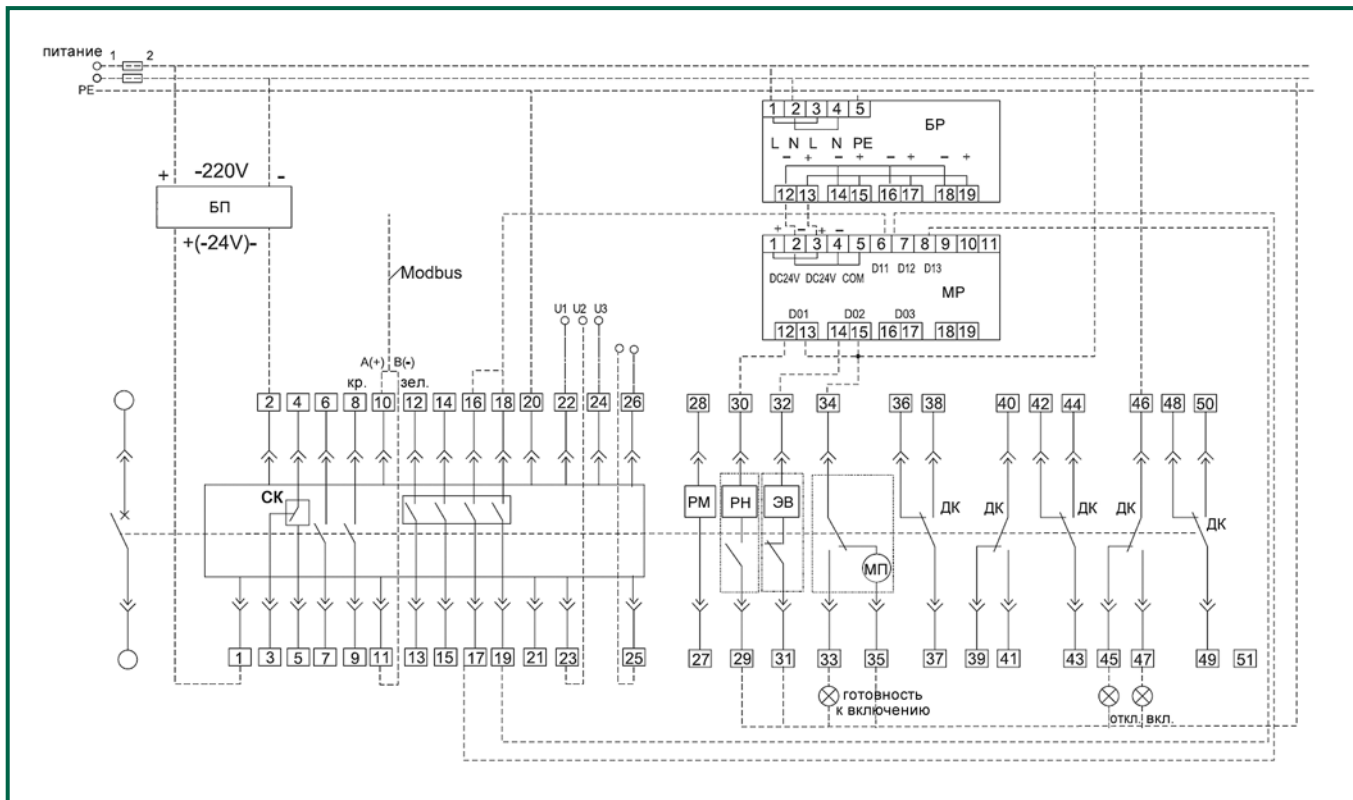 питание 1 2
PE
1 2 3 4 5
БР
L N L N PE
- + - + - + - +
12 13 14 15 16 17 18 19
+ -220V -
БП
+(-24V)-
+ - + -
1 2 3 4 5 6 7 8 9 10 11
DC24V DC24V COM D11 D12 D13
МР
D01 D02 D03
12 13 14 15 16 17 18 19
Modbus
U1 U2 U3
A(+) B(-)
кр. зел.
2 4 6 8 10 12 14 16 18 20 22 24 26 28 30 32 34 36 38 40 42 44 46 48 50
СК
РМ РН ЭВ
ДК ДК ДК ДК ДК
МП
1 3 5 7 9 11 13 15 17 19 21 23 25 27 29 31 33 35 37 39 41 43 45 47 49 51
готовность
к включению
откл. вкл.